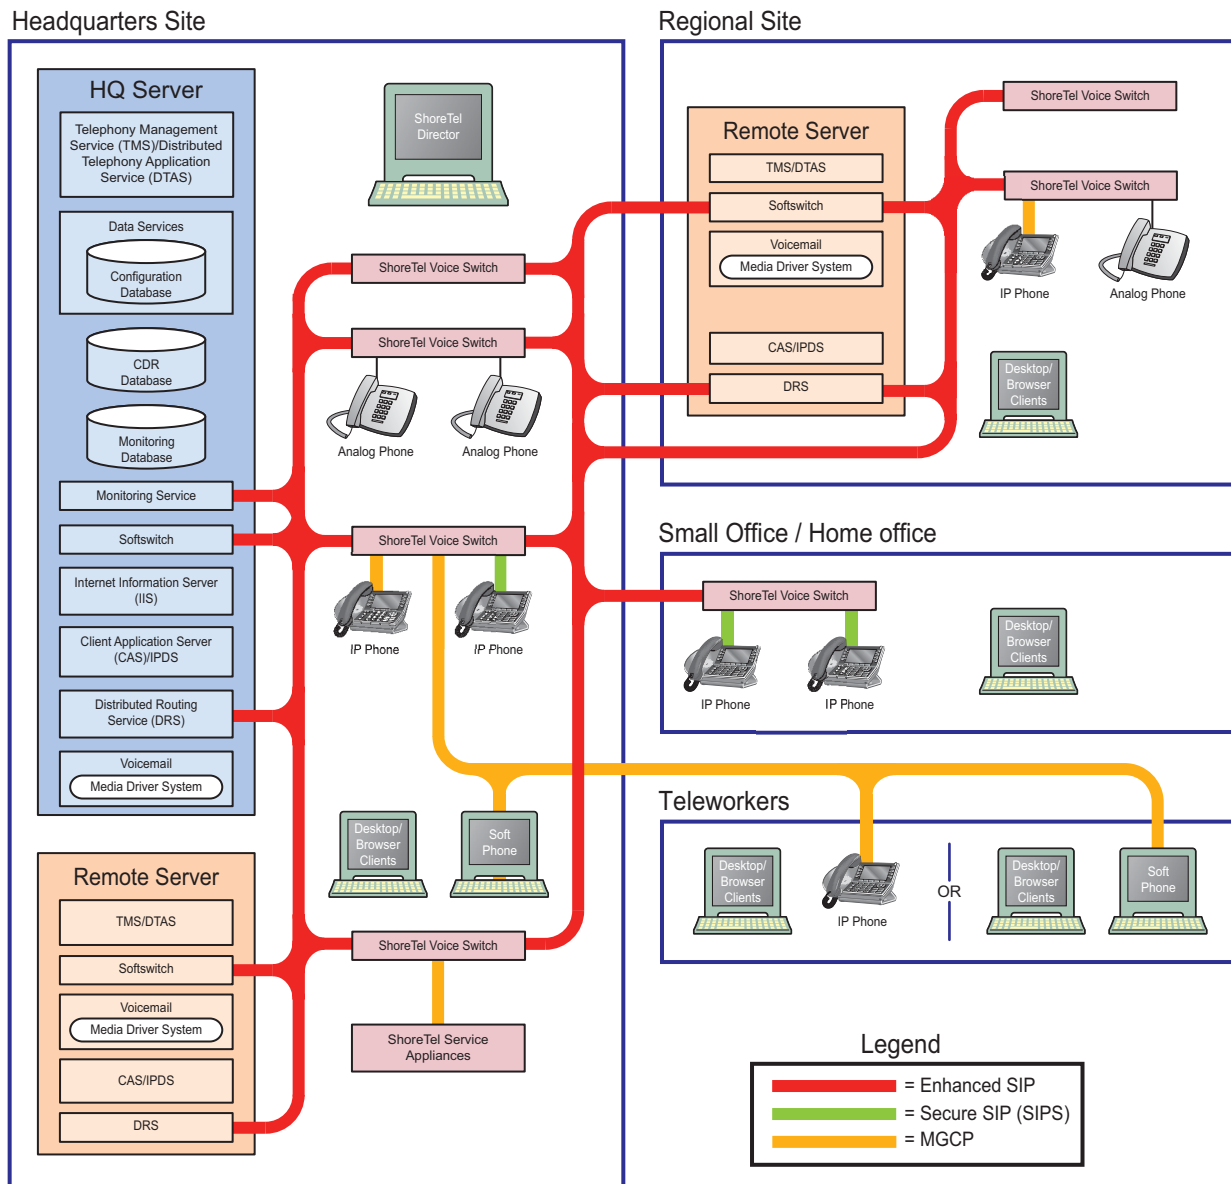 Headquarters Site
HQ Server
Telephony Management
Service (TMS)/Distributed
Telephony Application
Service (DTAS)
Data Services
Configuration
Database
CDR
Database
Monitoring
Database
Monitoring Service
Softswitch
Internet Information Server
(IIS)
Client Application Server
(CAS)/IPDS
Distributed Routing
Service (DRS)
Voicemail
Media Driver System
Remote Server
TMS/DTAS
Softswitch
Voicemail
Media Driver System
CAS/IPDS
DRS
ShoreTel
Director
ShoreTel Voice Switch
ShoreTel Voice Switch
Analog Phone
Analog Phone
ShoreTel Voice Switch
IP Phone
IP Phone
Desktop/
Browser
Clients
Soft
Phone
ShoreTel Voice Switch
ShoreTel Service
Appliances
Regional Site
Remote Server
TMS/DTAS
Softswitch
Voicemail
Media Driver System
CAS/IPDS
DRS
ShoreTel Voice Switch
ShoreTel Voice Switch
IP Phone
Analog Phone
Desktop/
Browser
Clients
Small Office / Home office
ShoreTel Voice Switch
IP Phone
IP Phone
Desktop/
Browser
Clients
Teleworkers
Desktop/
Browser
Clients
IP Phone
OR
Desktop/
Browser
Clients
Soft
Phone
Legend
= Enhanced SIP
= Secure SIP (SIPS)
= MGCP